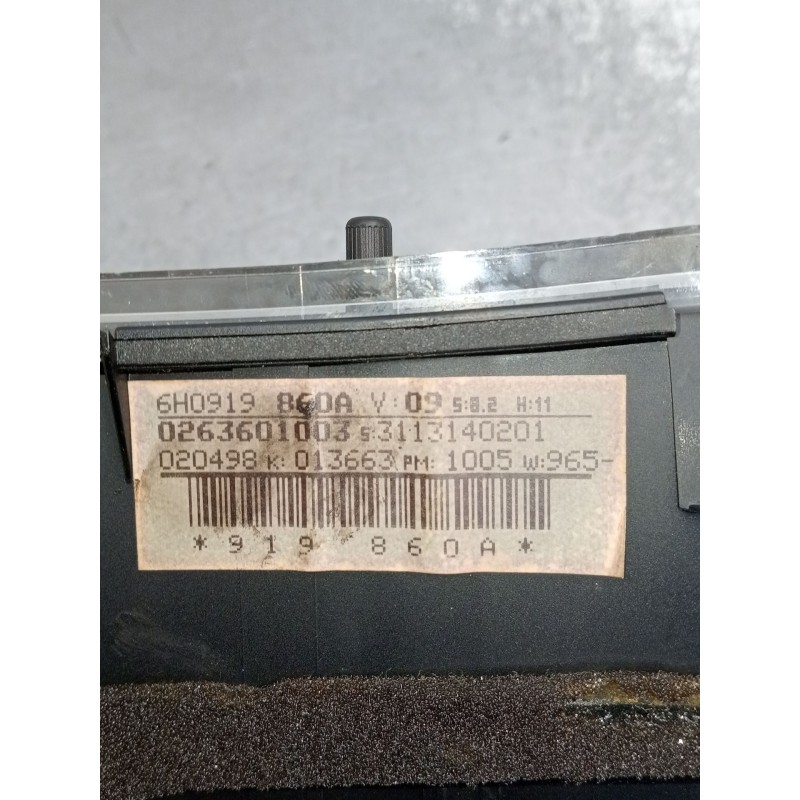 6H0919 860A V:09 S:8.2 H:11
0263601003 S:3113140201
020498 K: 013663 PM: 1005 W:965-
*919 860A*